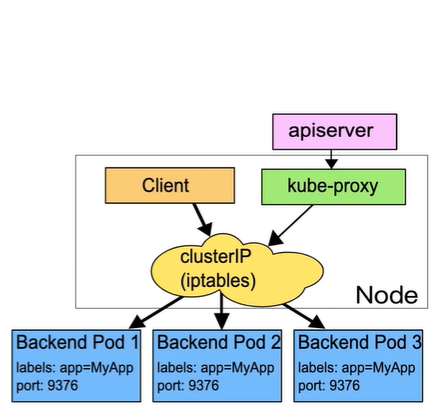 apiserver
Client
kube-proxy
clusterIP
(iptables)
Node
Backend Pod 1
labels: app=MyApp
port: 9376
Backend Pod 2
labels: app=MyApp
port: 9376
Backend Pod 3
labels: app=MyApp
port: 9376